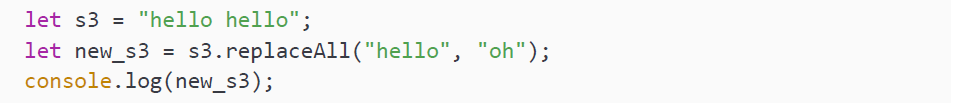 let s3 = "hello hello";
let new_s3 = s3.replaceAll("hello", "oh");
console.log(new_s3);